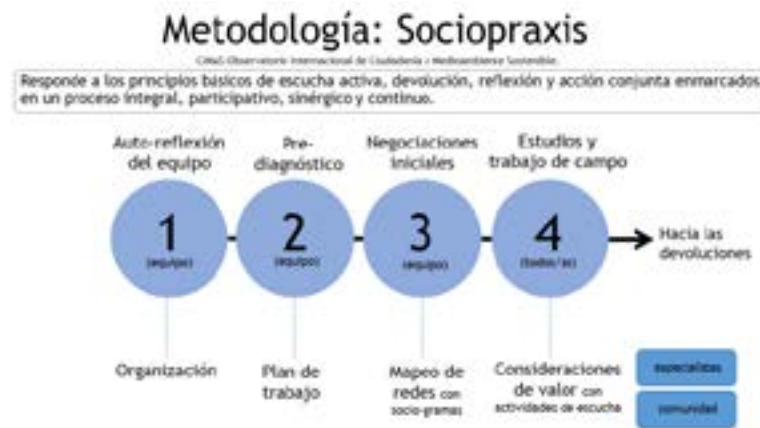 Metodología: Sociopraxis
CIMAS Observatorio Internacional de Ciudadanía y Medioambiente Sostenible.
Responde a los principios básicos de escucha activa, devolución, reflexión y acción conjunta enmarcados
en un proceso integral, participativo, sinérgico y continuo.
Auto-reflexión
del equipo
Pre-
diagnóstico
Negociaciones
iniciales
Estudios y
trabajo de campo
1
(equipo)
2
(equipo)
3
(equipo)
4
(todos/as)
Hacia las
devoluciones
Organización
Plan de
trabajo
Mapeo de
redes con
socio-gramas
Consideraciones
de valor con
actividades de escucha
especialistas
comunidad